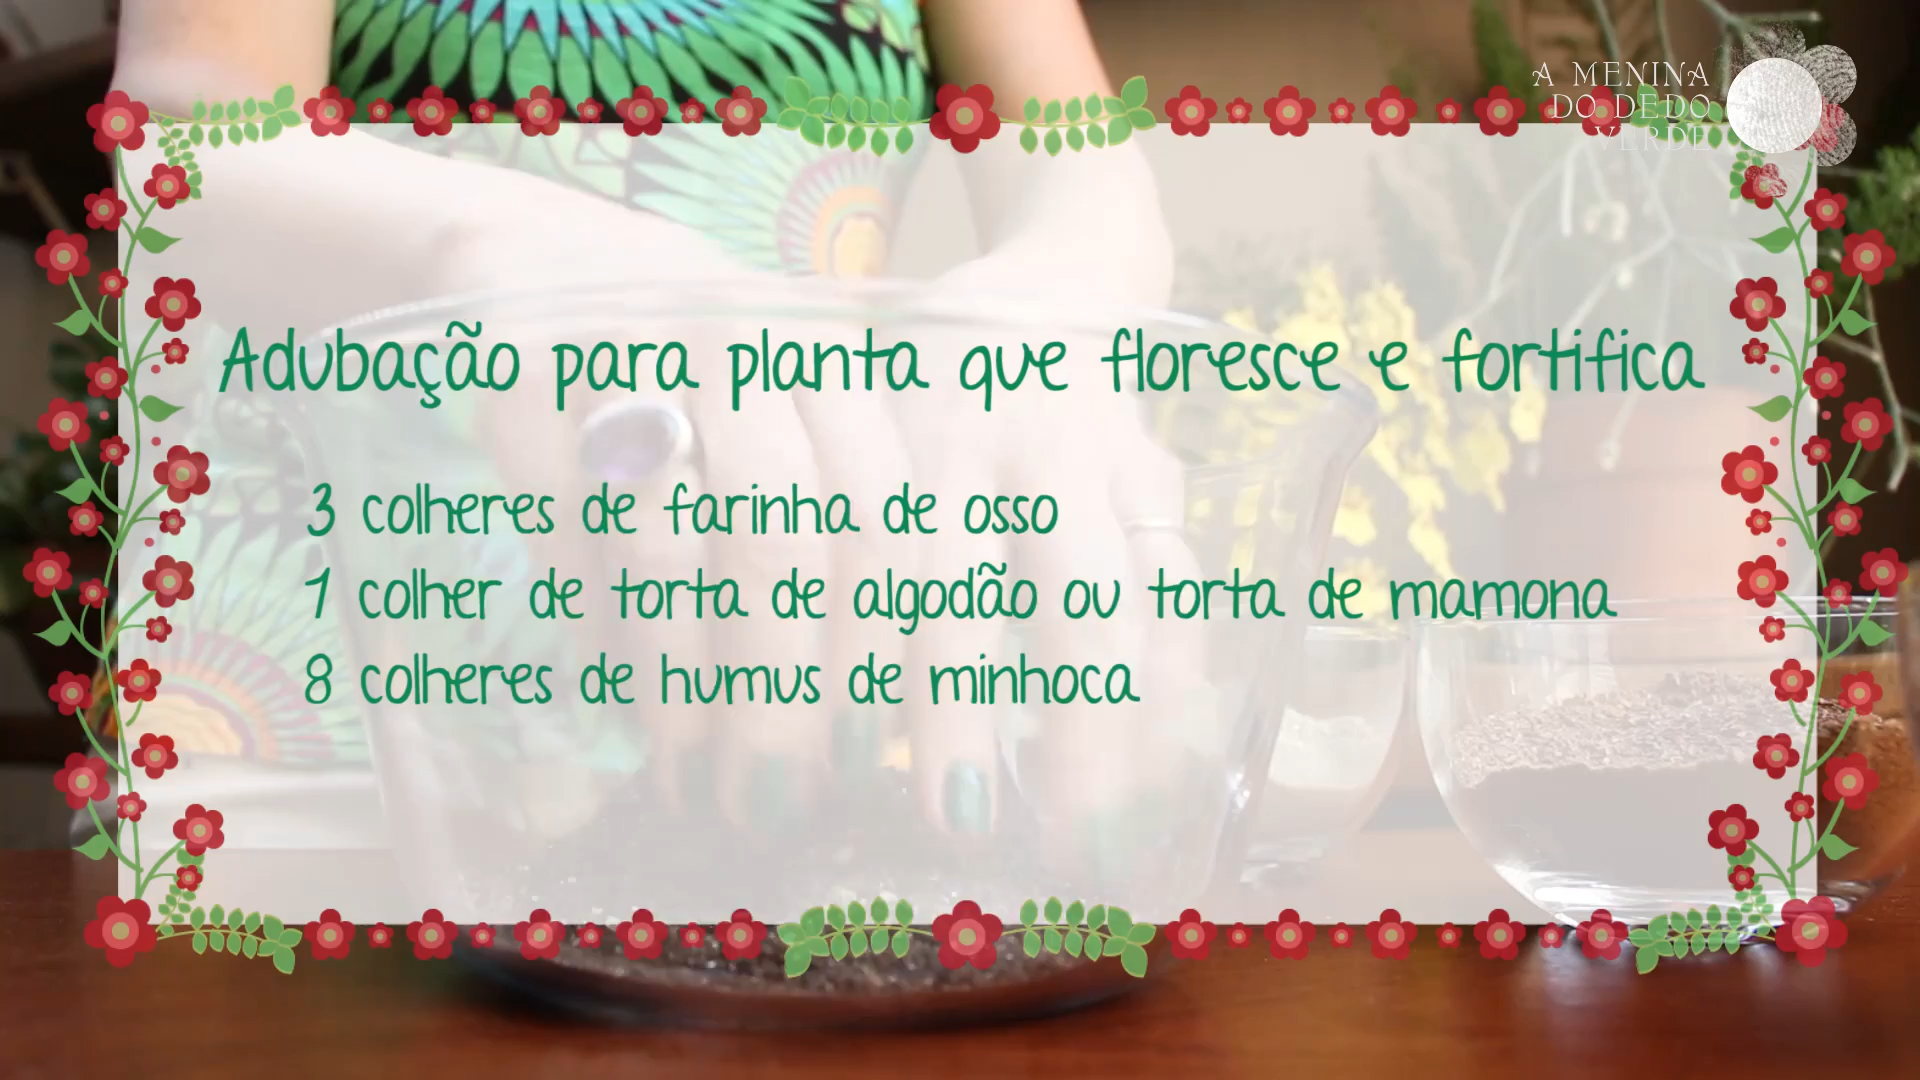 A MENINA
DO DEDO
VERDE
Adubação para planta que floresce e fortifica
3 colheres de farinha de osso
1 colher de torta de algodão ou torta de mamona
8 colheres de humus de minhoca